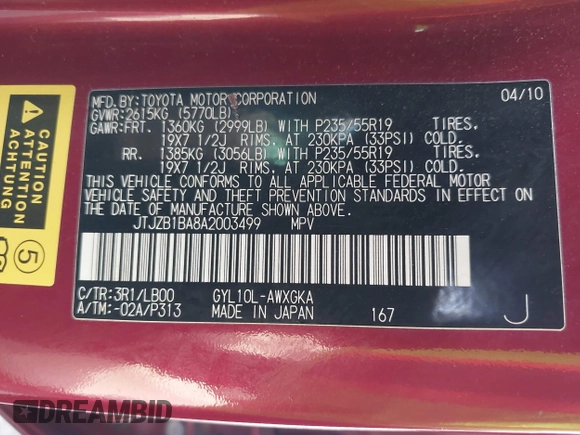 MFD.BY:TOYOTA MOTOR CORPORATION 04/10
GVWR:2615KG (5770LB)
GAWR:FRT. 1360KG (2999LB) WITH P235/55R19 TIRES.
19X7 1/2J RIMS. AT 230KPA (33PSI) COLD.
RR. 1385KG (3056LB) WITH P235/55R19 TIRES.
19X7 1/2J RIMS. AT 230KPA (33PSI) COLD.
THIS VEHICLE CONFORMS TO ALL APPLICABLE FEDERAL MOTOR
VEHICLE SAFETY AND THEFT PREVENTION STANDARDS IN EFFECT ON
THE DATE OF MANUFACTURE SHOWN ABOVE.
JTJZB1BA8A2003499 MPV
C/TR:3R1/LB00 GYL10L-AWXGKA
A/TM:-02A/P313 MADE IN JAPAN 167 J
CAUTION
ATTENTION
ACHTUNG
5
DREAMBID